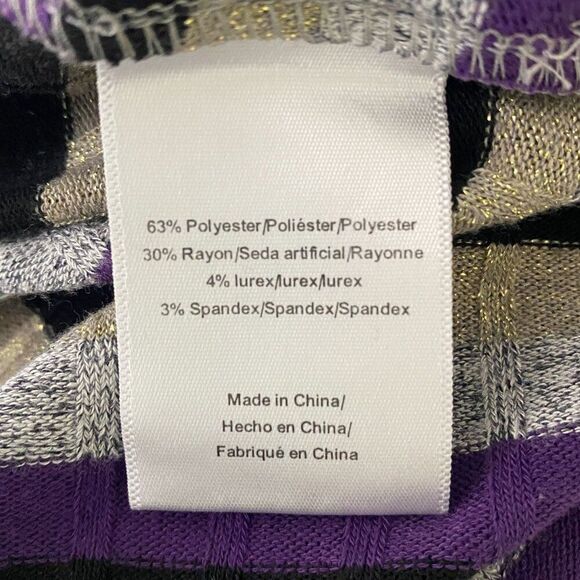 63% Polyester/Poliéster/Polyester
30% Rayon/Seda artificial/Rayonne
4% lurex/lurex/lurex
3% Spandex/Spandex/Spandex
Made in China/
Hecho en China/
Fabriqué en China